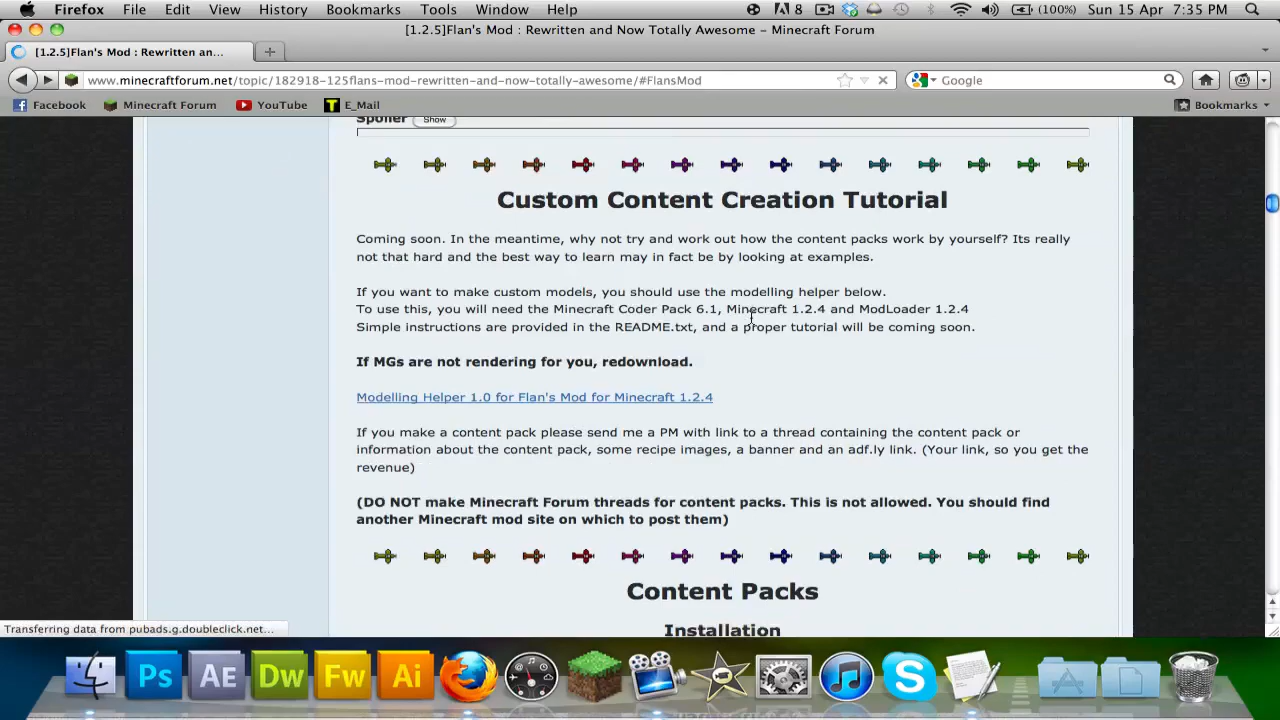 Firefox File Edit View History Bookmarks Tools Window Help 8 (100%) Sun 15 Apr 7:35 PM
[1.2.5]Flan's Mod : Rewritten and Now Totally Awesome – Minecraft Forum
[1.2.5]Flan's Mod : Rewritten an... +
www.minecraftforum.net/topic/182918-125flans-mod-rewritten-and-now-totally-awesome/#FlansMod Google
Facebook Minecraft Forum YouTube T E_Mail Bookmarks
Spoiler Show
Custom Content Creation Tutorial
Coming soon. In the meantime, why not try and work out how the content packs work by yourself? Its really
not that hard and the best way to learn may in fact be by looking at examples.
If you want to make custom models, you should use the modelling helper below.
To use this, you will need the Minecraft Coder Pack 6.1, Minecraft 1.2.4 and ModLoader 1.2.4
Simple instructions are provided in the README.txt, and a proper tutorial will be coming soon.
If MGs are not rendering for you, redownload.
Modelling Helper 1.0 for Flan's Mod for Minecraft 1.2.4
If you make a content pack please send me a PM with link to a thread containing the content pack or
information about the content pack, some recipe images, a banner and an adf.ly link. (Your link, so you get the
revenue)
(DO NOT make Minecraft Forum threads for content packs. This is not allowed. You should find
another Minecraft mod site on which to post them)
Content Packs
Installation
Transferring data from pubads.g.doubleclick.net...
Ps AE Dw Fw Ai